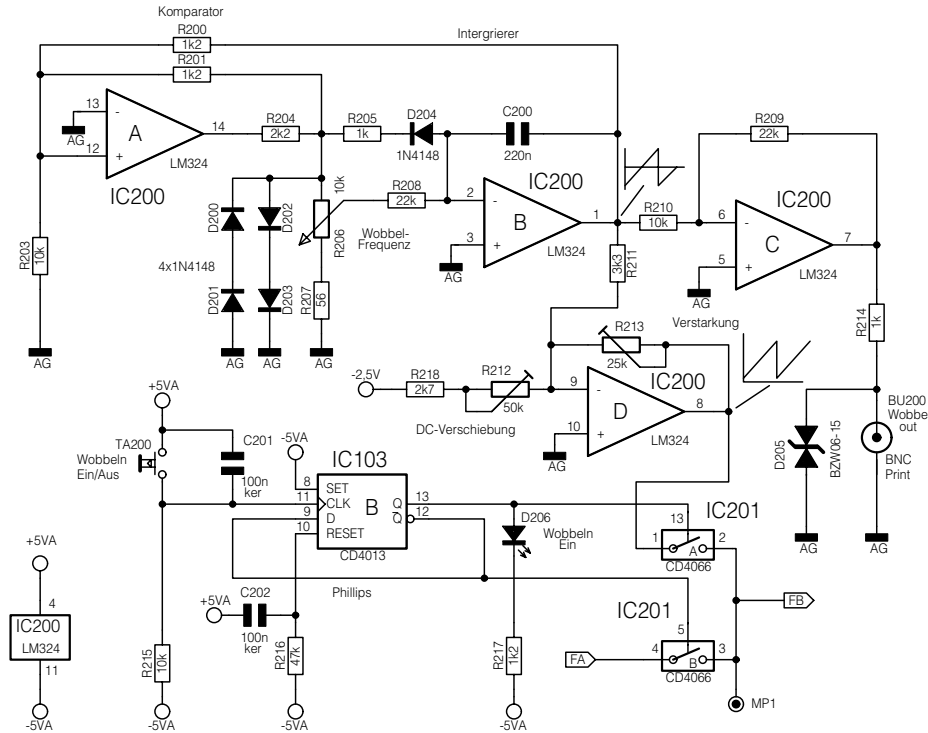 Komparator
R200
1k2
Intergrierer
R201
1k2
13
-
A
14
AG
12
+
LM324
IC200
R204
2k2
R205
1k
D204
1N4148
C200
220n
R209
22k
R203
10k
D200
D202
10k
R206
R208
22k
Wobbel-
Frequenz
2
-
B
1
3
+
LM324
IC200
AG
R210
10k
3k3
R211
6
-
C
7
5
+
LM324
IC200
AG
4x1N4148
D201
D203
R207
56
AG
AG
AG
AG
R213
25k
Verstarkung
R214
1k
-2,5V
R218
2k7
R212
50k
DC-Verschiebung
9
-
D
8
10
+
LM324
IC200
AG
D205
BZW06-15
BU200
Wobbel
out
BNC
Print
AG
AG
+5VA
TA200
Wobbeln
Ein/Aus
C201
100n
ker
-5VA
IC103
8
SET
11
CLK
B
9
D
10
RESET
Q
13
Q
12
CD4013
D206
Wobbeln
Ein
IC201
13
1
A
2
CD4066
Phillips
+5VA
4
IC200
LM324
11
-5VA
+5VA
C202
100n
ker
R215
10k
-5VA
R216
47k
-5VA
R217
1k2
-5VA
IC201
5
FA
4
B
3
CD4066
FB
MP1